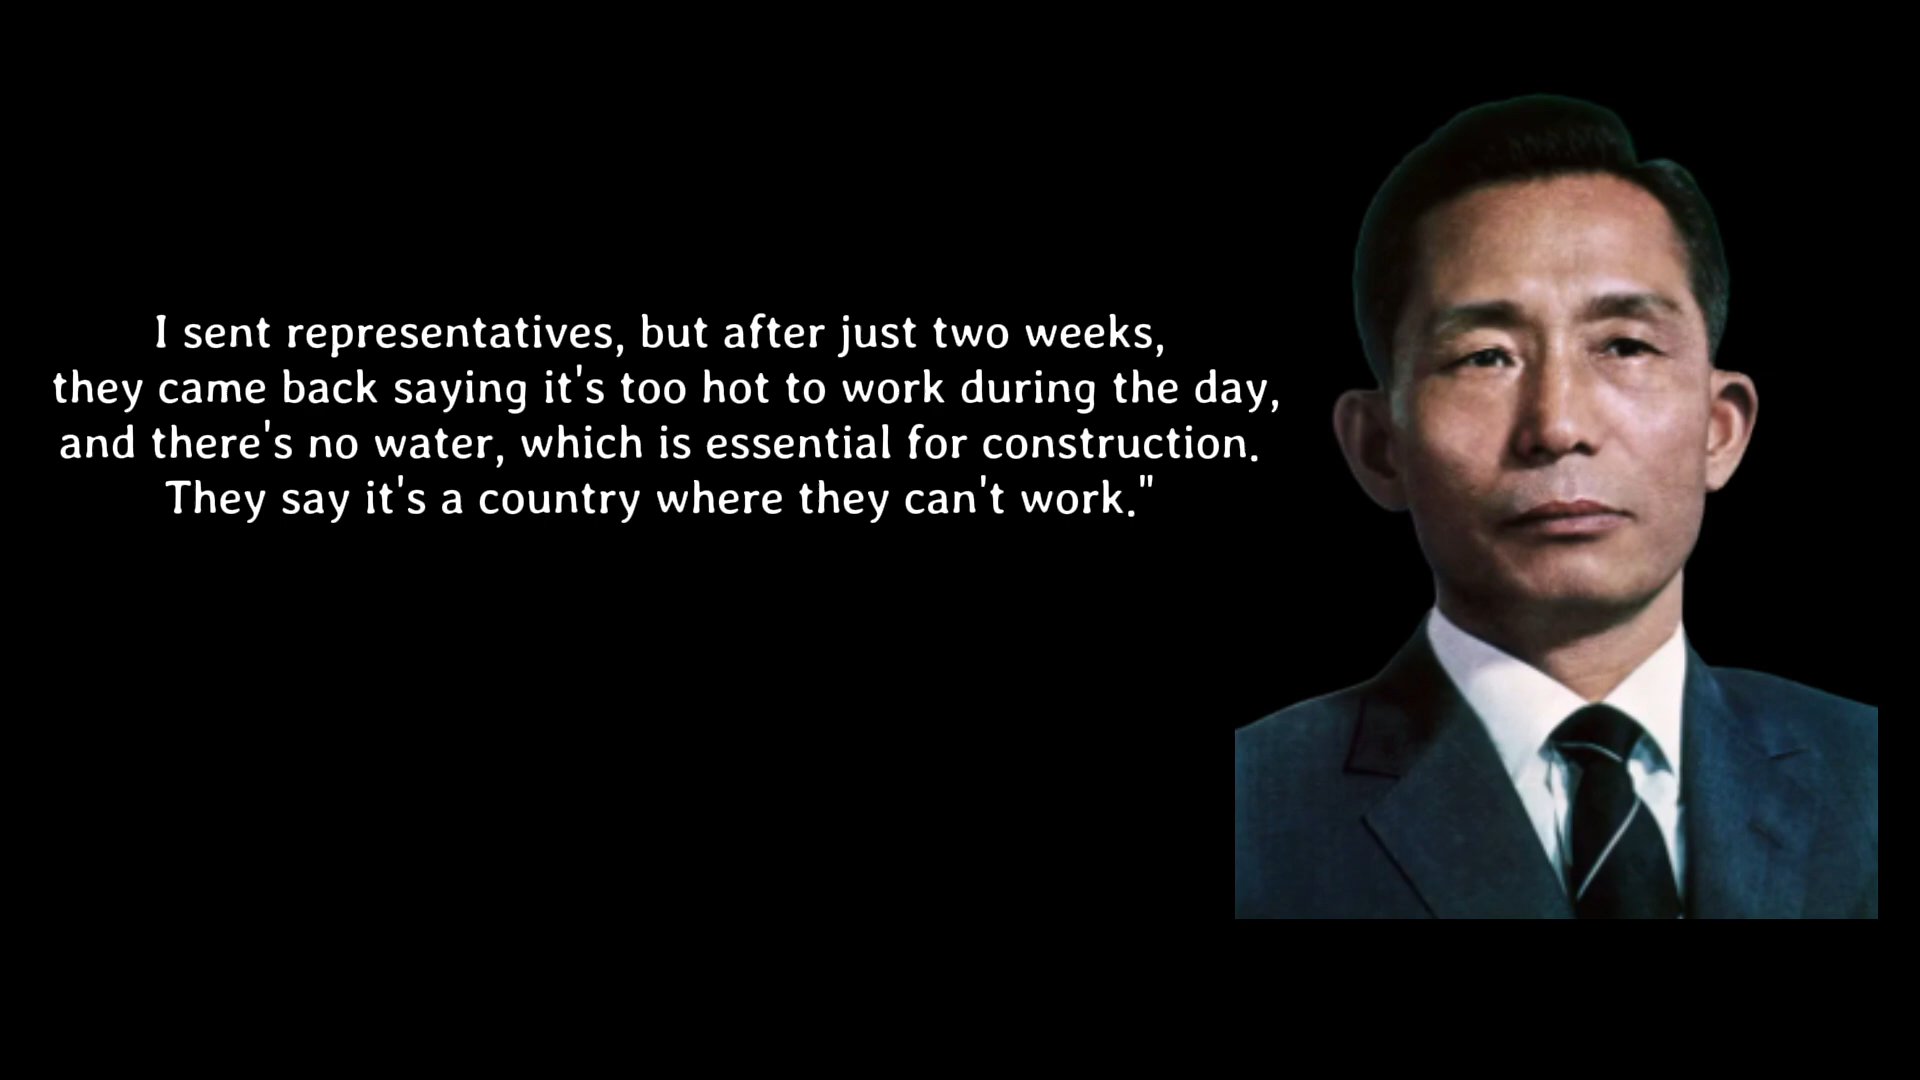 I sent representatives, but after just two weeks,
they came back saying it's too hot to work during the day,
and there's no water, which is essential for construction.
They say it's a country where they can't work."